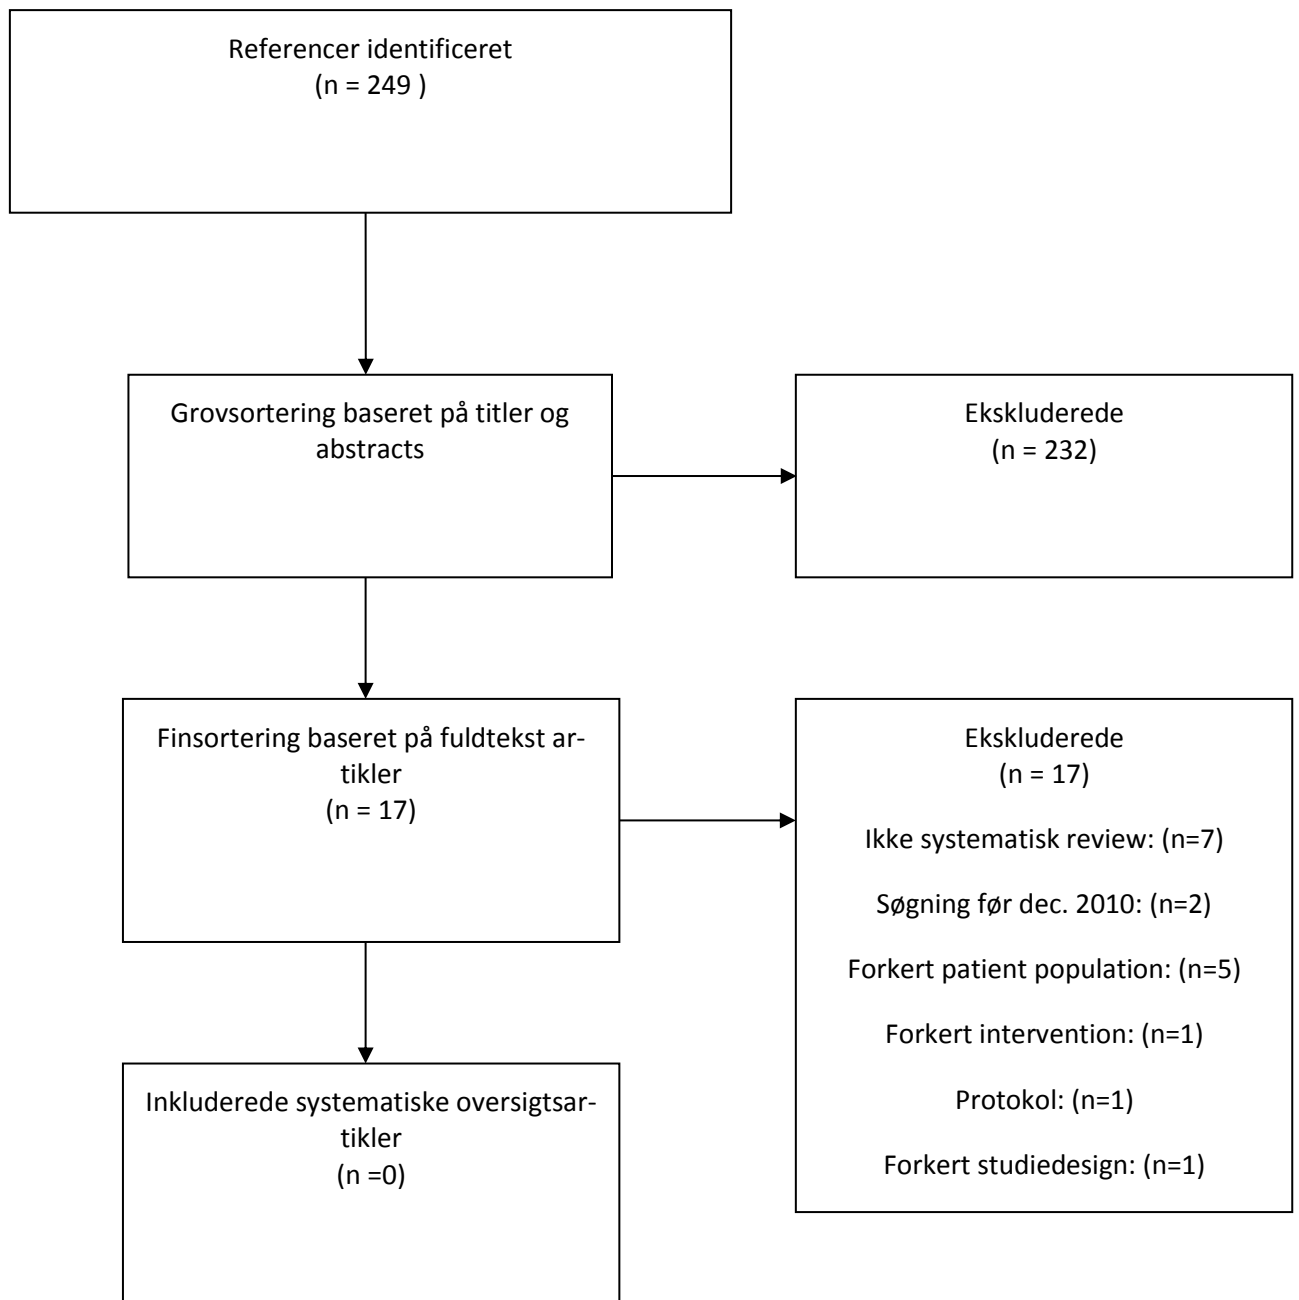 Referencer identificeret
(n = 249 )
Grovsortering baseret på titler og
abstracts
Ekskluderede
(n = 232)
Finsortering baseret på fuldtekst ar-
tikler
(n = 17)
Ekskluderede
(n = 17)
Ikke systematisk review: (n=7)
Søgning før dec. 2010: (n=2)
Forkert patient population: (n=5)
Forkert intervention: (n=1)
Protokol: (n=1)
Forkert studiedesign: (n=1)
Inkluderede systematiske oversigtsar-
tikler
(n =0)